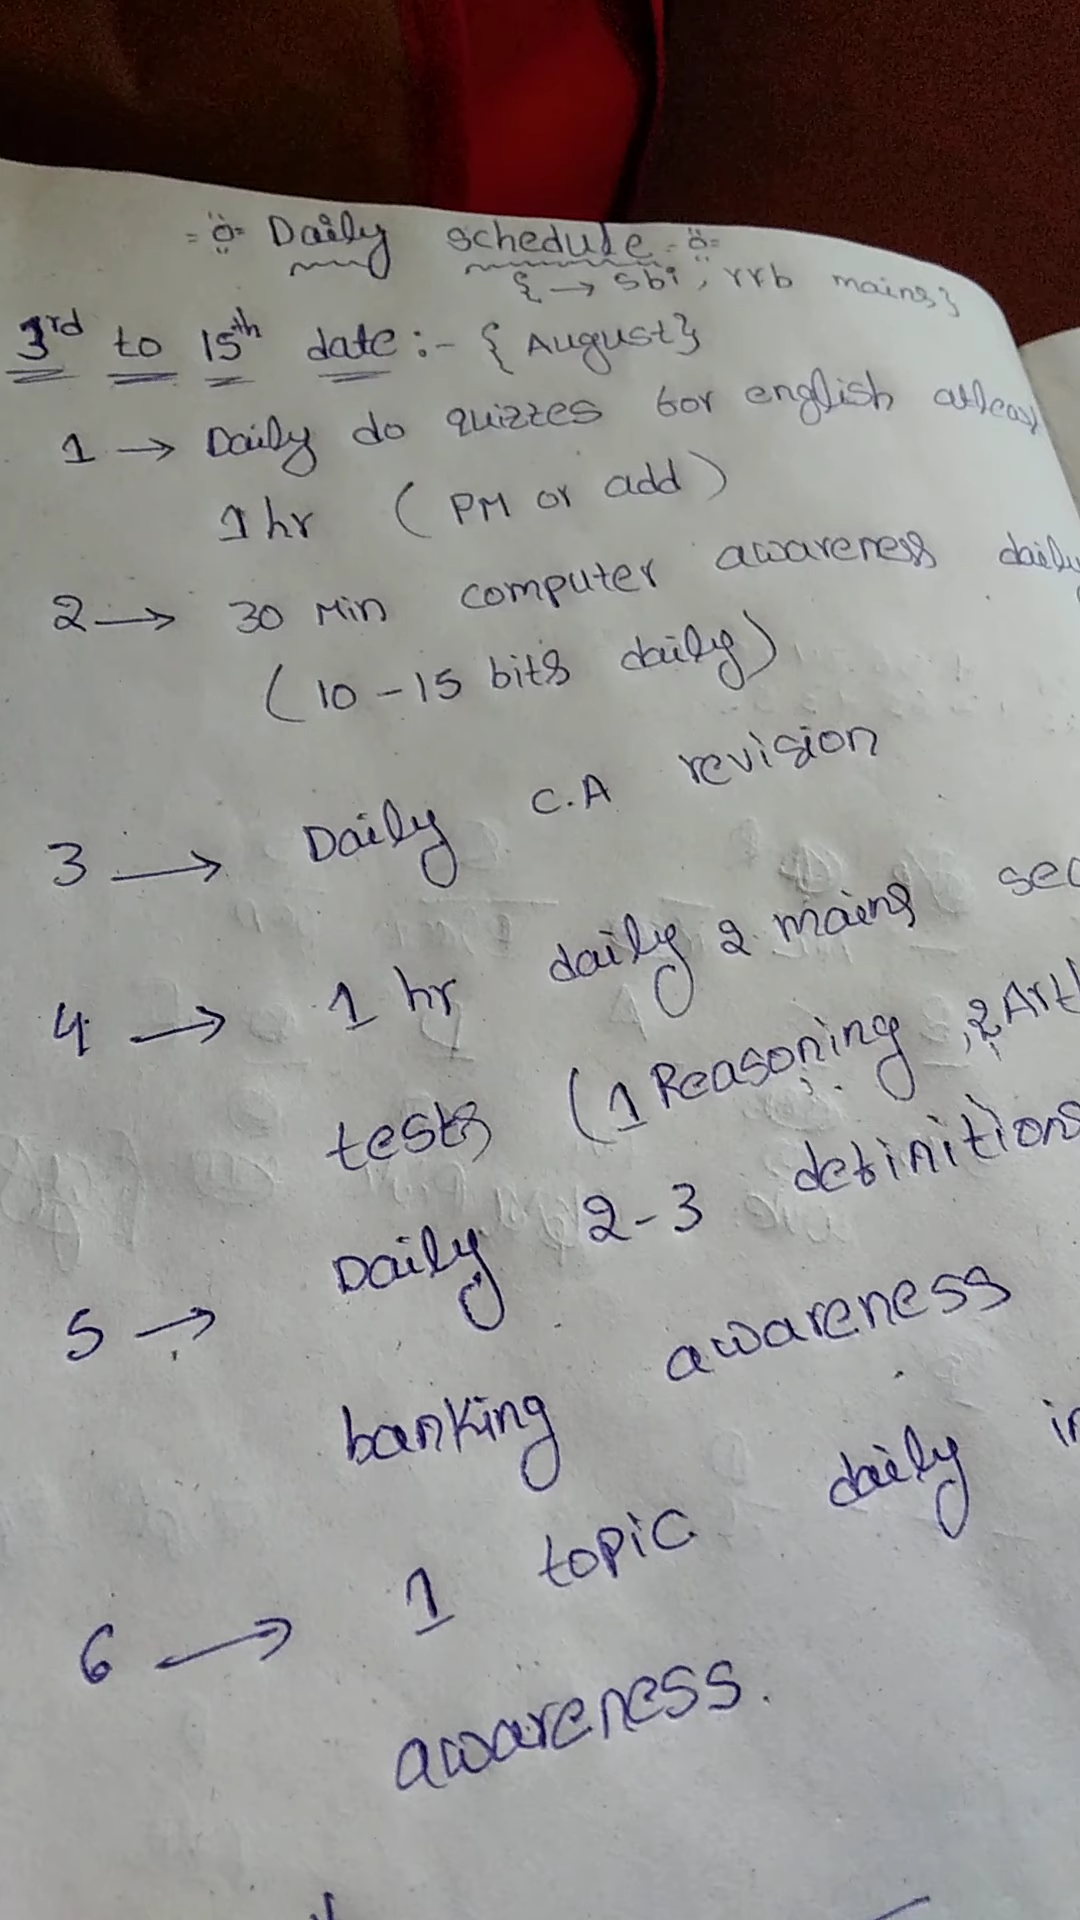 Daily schedule
{→ sbi, rrb mains}
3rd to 15th date :- {August}
1 → Daily do quizzes for english atleast
1 hr (PM or add)
2 → 30 Min computer awareness daily
(10-15 bits daily)
3 → Daily C.A revision
4 → 1 hr daily 2 mains
tests (1 Reasoning, 2
5 → Daily 2-3 definitions
banking awareness
6 → 1 topic daily
awareness.